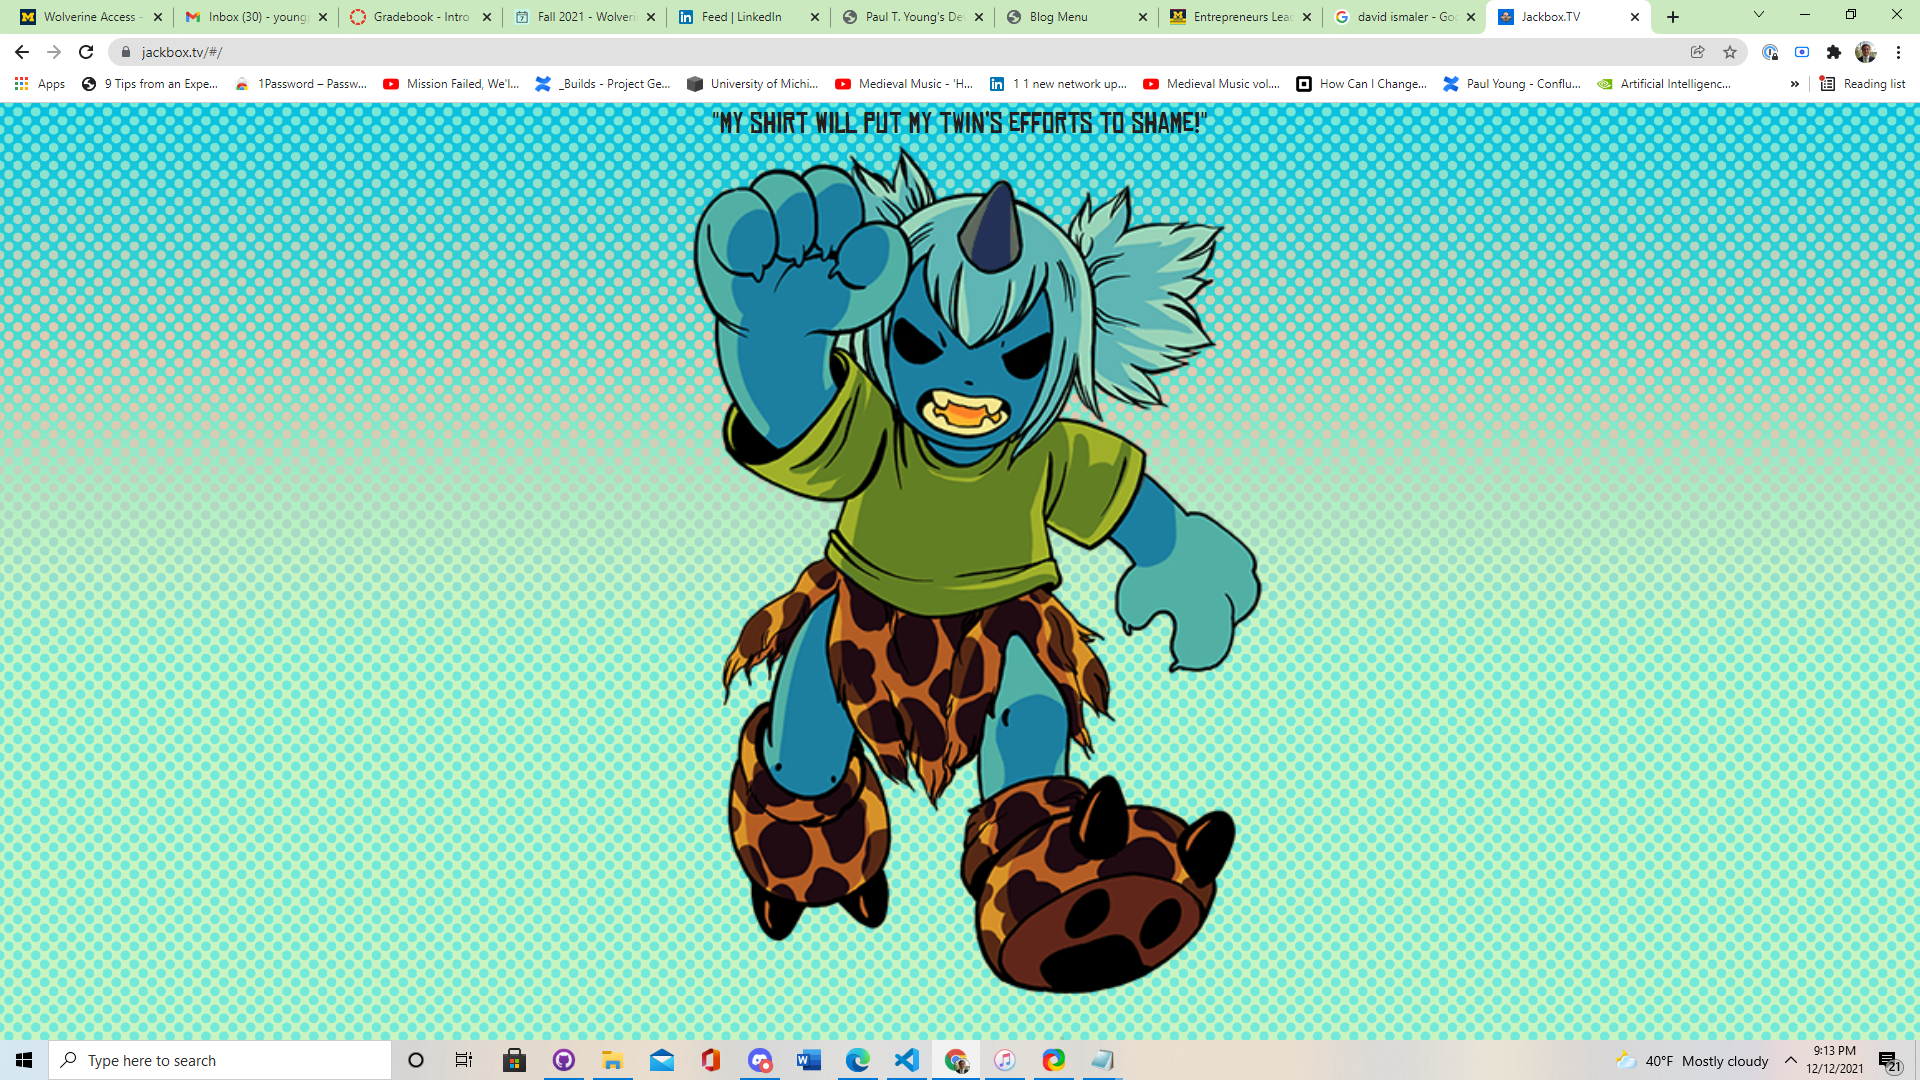 Wolverine Access -
Inbox (30) - young
Gradebook - Intro
Fall 2021 - Wolveri
Feed | LinkedIn
Paul T. Young's De
Blog Menu
Entrepreneurs Lea
david ismaler - Goo
Jackbox.TV
jackbox.tv/#/
Apps
9 Tips from an Expe...
1Password – Passw...
Mission Failed, We'l...
_Builds - Project Ge...
University of Michi...
Medieval Music - 'H...
1 1 new network up...
Medieval Music vol....
How Can I Change...
Paul Young - Conflu...
Artificial Intelligenc...
»
Reading list
"MY SHIRT WILL PUT MY TWIN'S EFFORTS TO SHAME!"
Type here to search
40°F Mostly cloudy
9:13 PM
12/12/2021
21